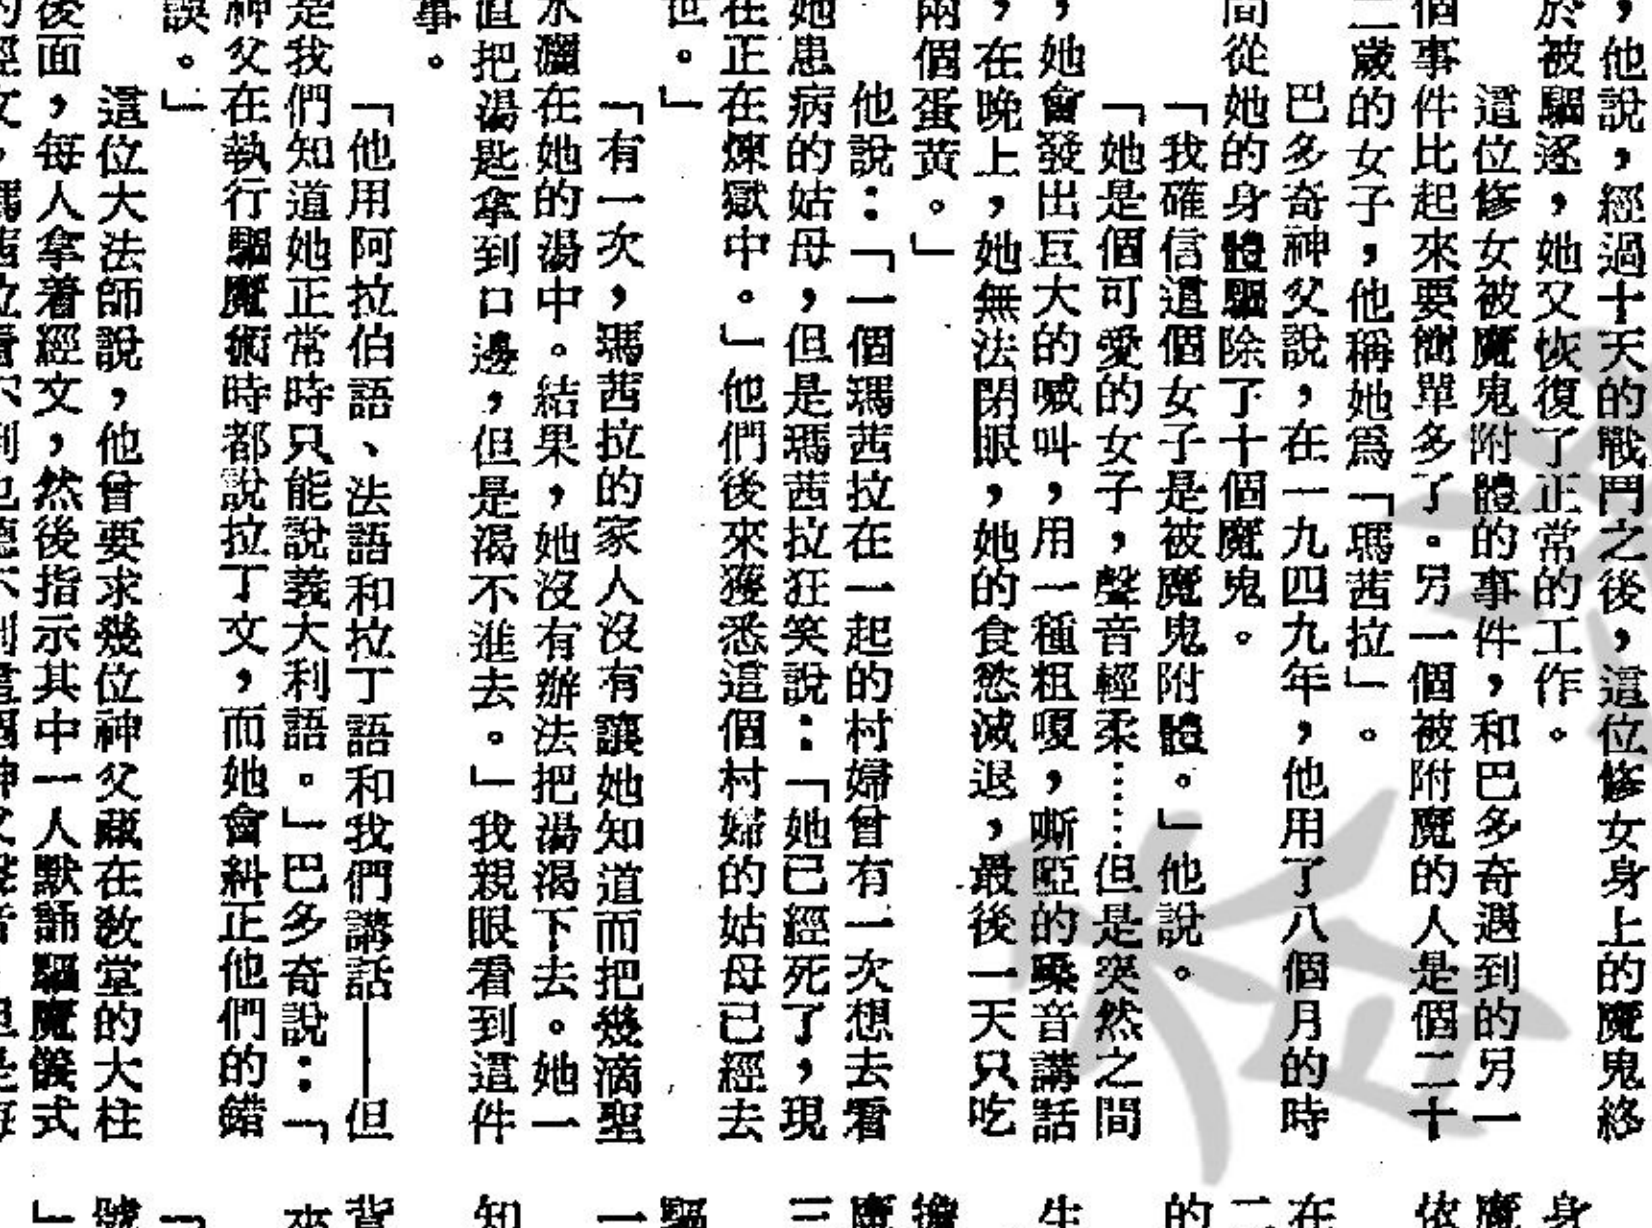 ，他說，經過十天的戰鬥之後，這位修女身上的魔鬼終
於被驅逐，她又恢復了正常的工作。
這位修女被魔鬼附體的事件，和巴多奇遇到的另一
個事件比起來要簡單多了。另一個被附魔的人是個二十
二歲的女子，他稱她爲「瑪茜拉」。
巴多奇神父說，在一九四九年，他用了八個月的時
間從她的身體驅除了十個魔鬼。
「我確信這個女子是被魔鬼附體。」他說。
「她是個可愛的女子，聲音輕柔……但是突然之間
，她會發出巨大的喊叫，用一種粗嗄，嘶啞的嗓音講話
，在晚上，她無法閉眼，她的食慾減退，最後一天只吃
兩個蛋黃。」
他說：「一個瑪茜拉在一起的村婦曾有一次想去看
她患病的姑母，但是瑪茜拉狂笑說：「她已經死了，現
在正在煉獄中。」他們後來獲悉這個村婦的姑母已經去
世。」
「有一次，瑪茜拉的家人沒有讓她知道而把幾滴聖
水灑在她的湯中。結果，她沒有辦法把湯渴下去。她一
直把湯匙拿到口邊，但是渴不進去。」我親眼看到這件
事。
「他用阿拉伯語、法語和拉丁語和我們講話——但
是我們知道她正常時只能說義大利語。」巴多奇說：「
神父在執行驅魔術時都說拉丁文，而她會糾正他們的錯
誤。」
這位大法師說，他曾要求幾位神父藏在教堂的大柱
後面，每人拿着經文，然後指示其中一人默誦驅魔儀式
身
魔
依
在
二
的
生
擔
魔
三
驅
一
知
背
來
「
號
」